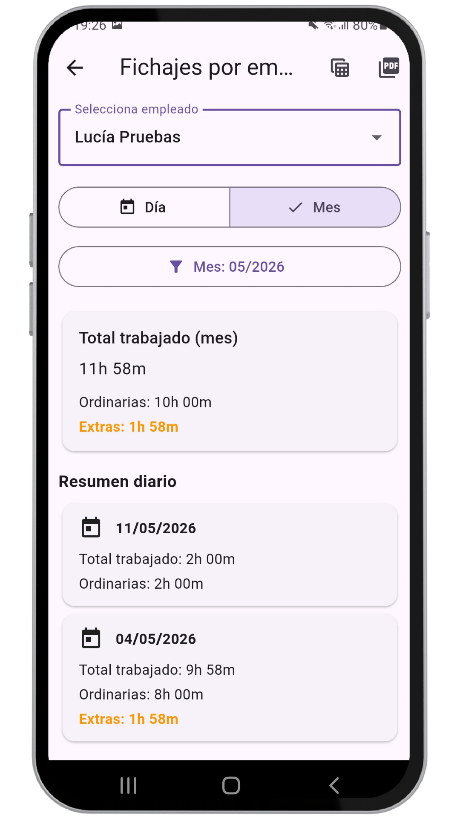 19:26
80%
Fichajes por em...
PDF
Selecciona empleado
Lucía Pruebas
Día
Mes
Mes: 05/2026
Total trabajado (mes)
11h 58m
Ordinarias: 10h 00m
Extras: 1h 58m
Resumen diario
11/05/2026
Total trabajado: 2h 00m
Ordinarias: 2h 00m
04/05/2026
Total trabajado: 9h 58m
Ordinarias: 8h 00m
Extras: 1h 58m